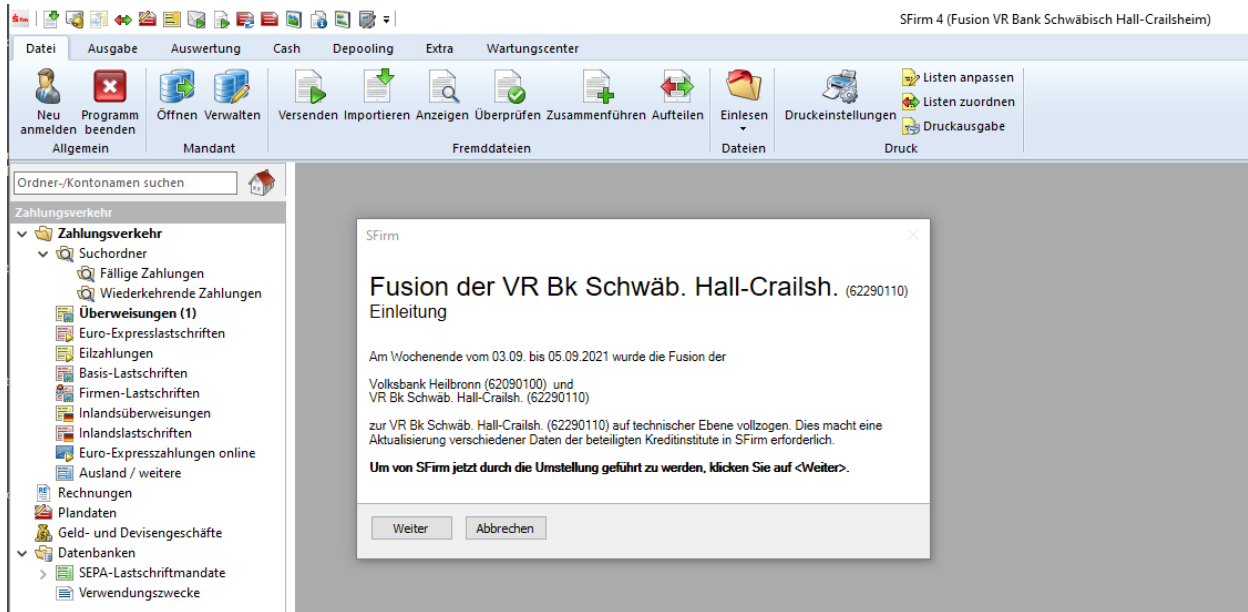 SFirm 4 (Fusion VR Bank Schwäbisch Hall-Crailsheim)
Datei Ausgabe Auswertung Cash Depooling Extra Wartungscenter
Neu anmelden
Programm beenden
Öffnen Verwalten
Versenden Importieren Anzeigen Überprüfen Zusammenführen Aufteilen
Einlesen
Druckeinstellungen
Listen anpassen
Listen zuordnen
Druckausgabe
Allgemein Mandant Fremddateien Dateien Druck
Ordner-/Kontonamen suchen
Zahlungsverkehr
Zahlungsverkehr
Suchordner
Fällige Zahlungen
Wiederkehrende Zahlungen
Überweisungen (1)
Euro-Expresslastschriften
Eilzahlungen
Basis-Lastschriften
Firmen-Lastschriften
Inlandsüberweisungen
Inlandslastschriften
Euro-Expresszahlungen online
Ausland / weitere
Rechnungen
Plandaten
Geld- und Devisengeschäfte
Datenbanken
SEPA-Lastschriftmandate
Verwendungszwecke
SFirm
Fusion der VR Bk Schwäb. Hall-Crailsh. (62290110)
Einleitung
Am Wochenende vom 03.09. bis 05.09.2021 wurde die Fusion der
Volksbank Heilbronn (62090100) und
VR Bk Schwäb. Hall-Crailsh. (62290110)
zur VR Bk Schwäb. Hall-Crailsh. (62290110) auf technischer Ebene vollzogen. Dies macht eine
Aktualisierung verschiedener Daten der beteiligten Kreditinstitute in SFirm erforderlich.
Um von SFirm jetzt durch die Umstellung geführt zu werden, klicken Sie auf <Weiter>.
Weiter Abbrechen